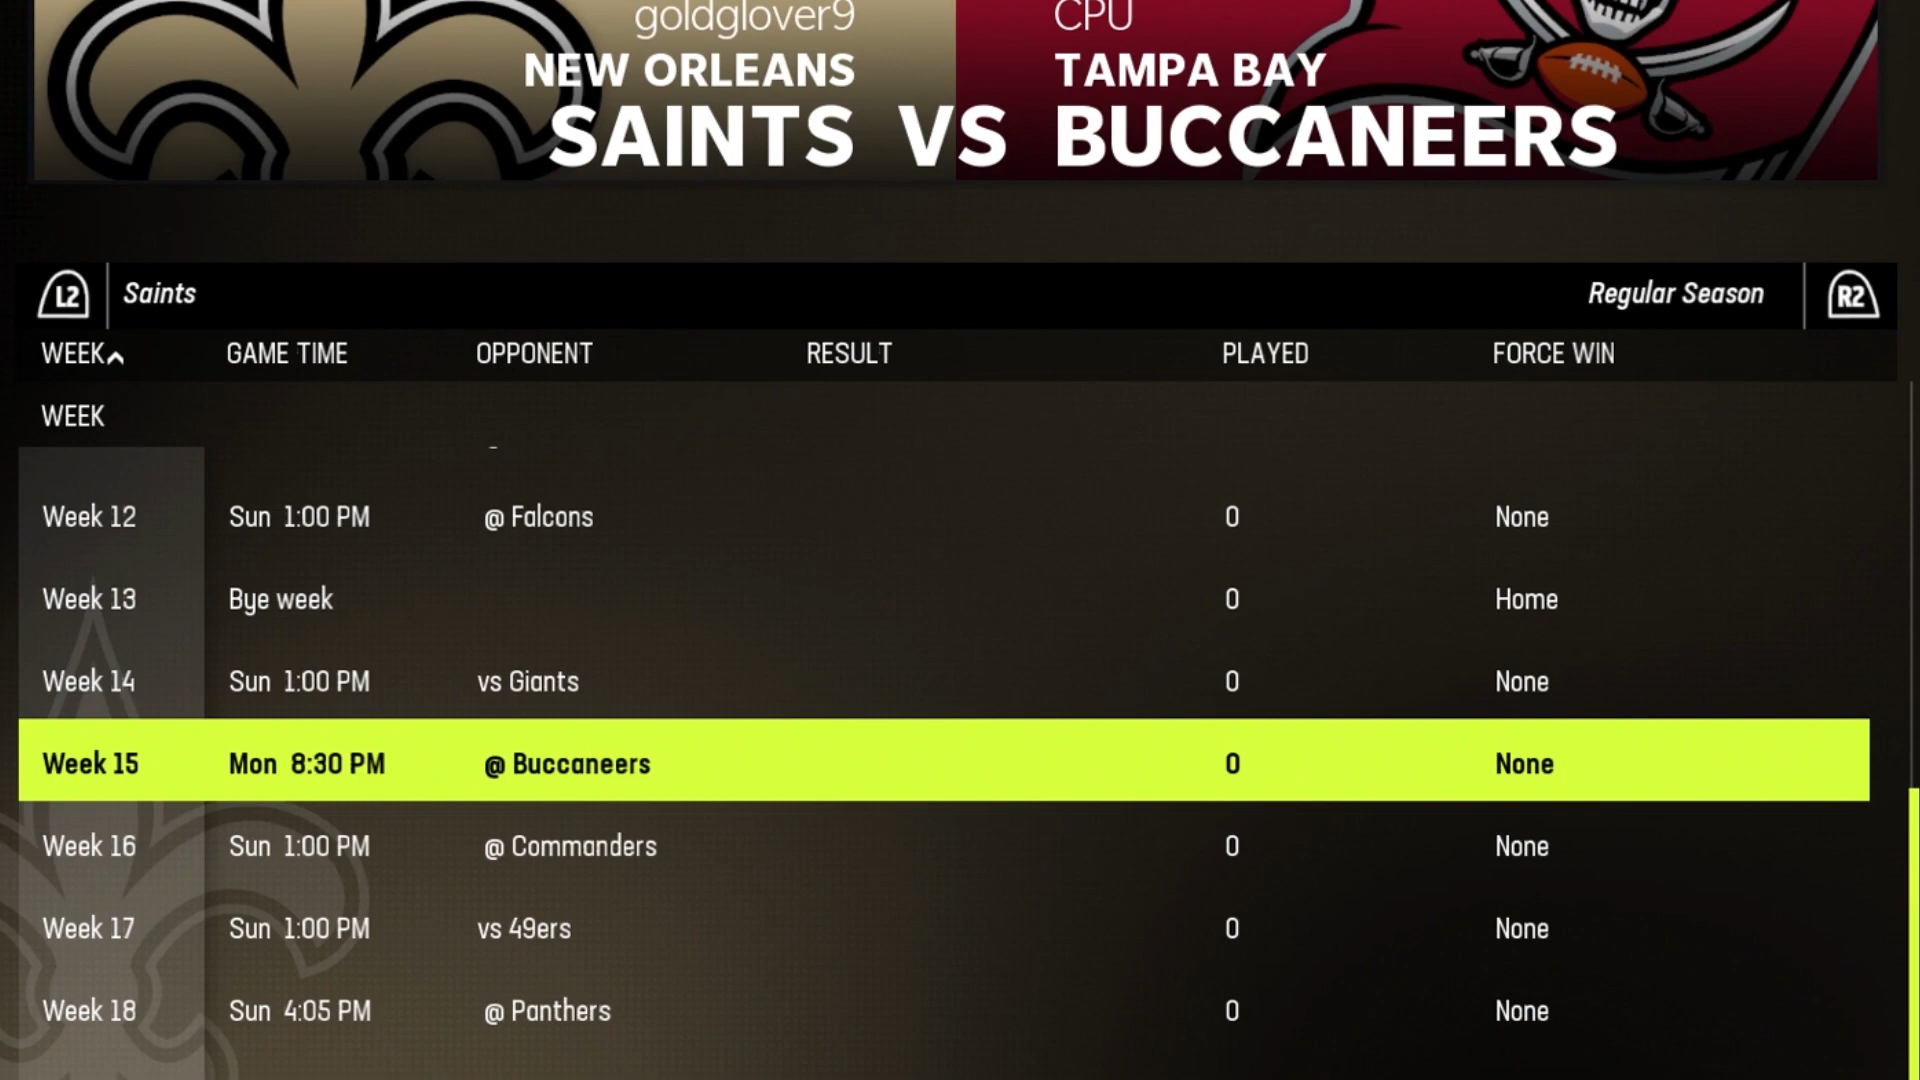 goldglover9
CPU
NEW ORLEANS
TAMPA BAY
SAINTS VS BUCCANEERS
L2 Saints Regular Season R2
WEEK GAME TIME OPPONENT RESULT PLAYED FORCE WIN
WEEK
Week 12 Sun 1:00 PM @ Falcons 0 None
Week 13 Bye week 0 Home
Week 14 Sun 1:00 PM vs Giants 0 None
Week 15 Mon 8:30 PM @ Buccaneers 0 None
Week 16 Sun 1:00 PM @ Commanders 0 None
Week 17 Sun 1:00 PM vs 49ers 0 None
Week 18 Sun 4:05 PM @ Panthers 0 None